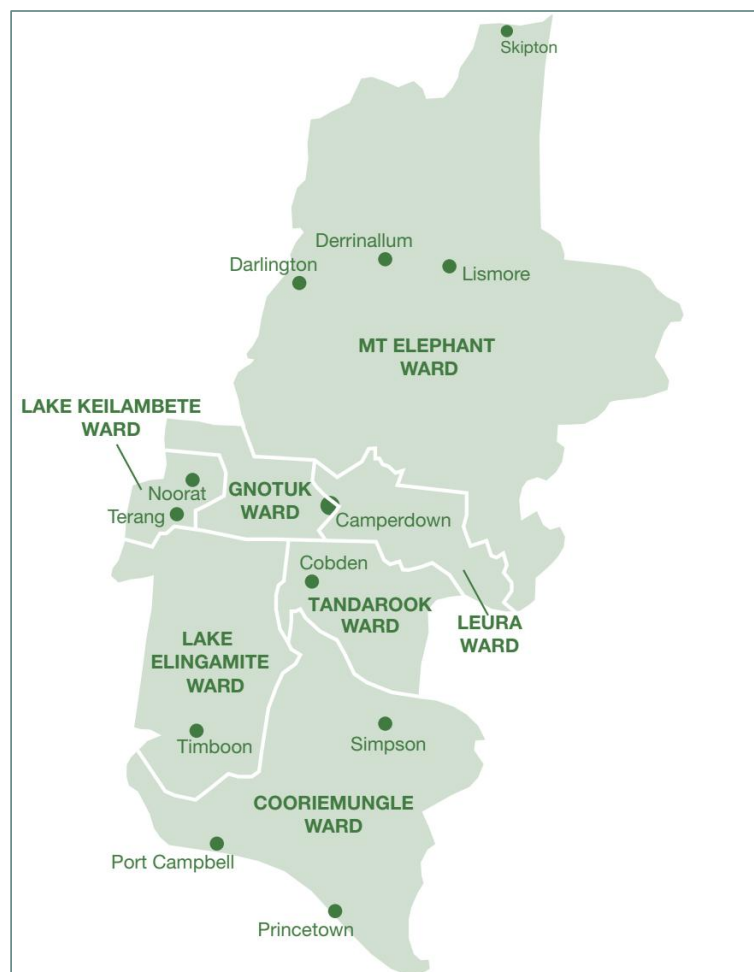 Skipton
Derrinallum
Darlington
Lismore
MT ELEPHANT
WARD
LAKE KEILAMBETE
WARD
Noorat
GNOTUK
WARD
Terang
Camperdown
Cobden
TANDAROOK
WARD
LEURA
WARD
LAKE
ELINGAMITE
WARD
Timboon
Simpson
COORIEMUNGLE
WARD
Port Campbell
Princetown